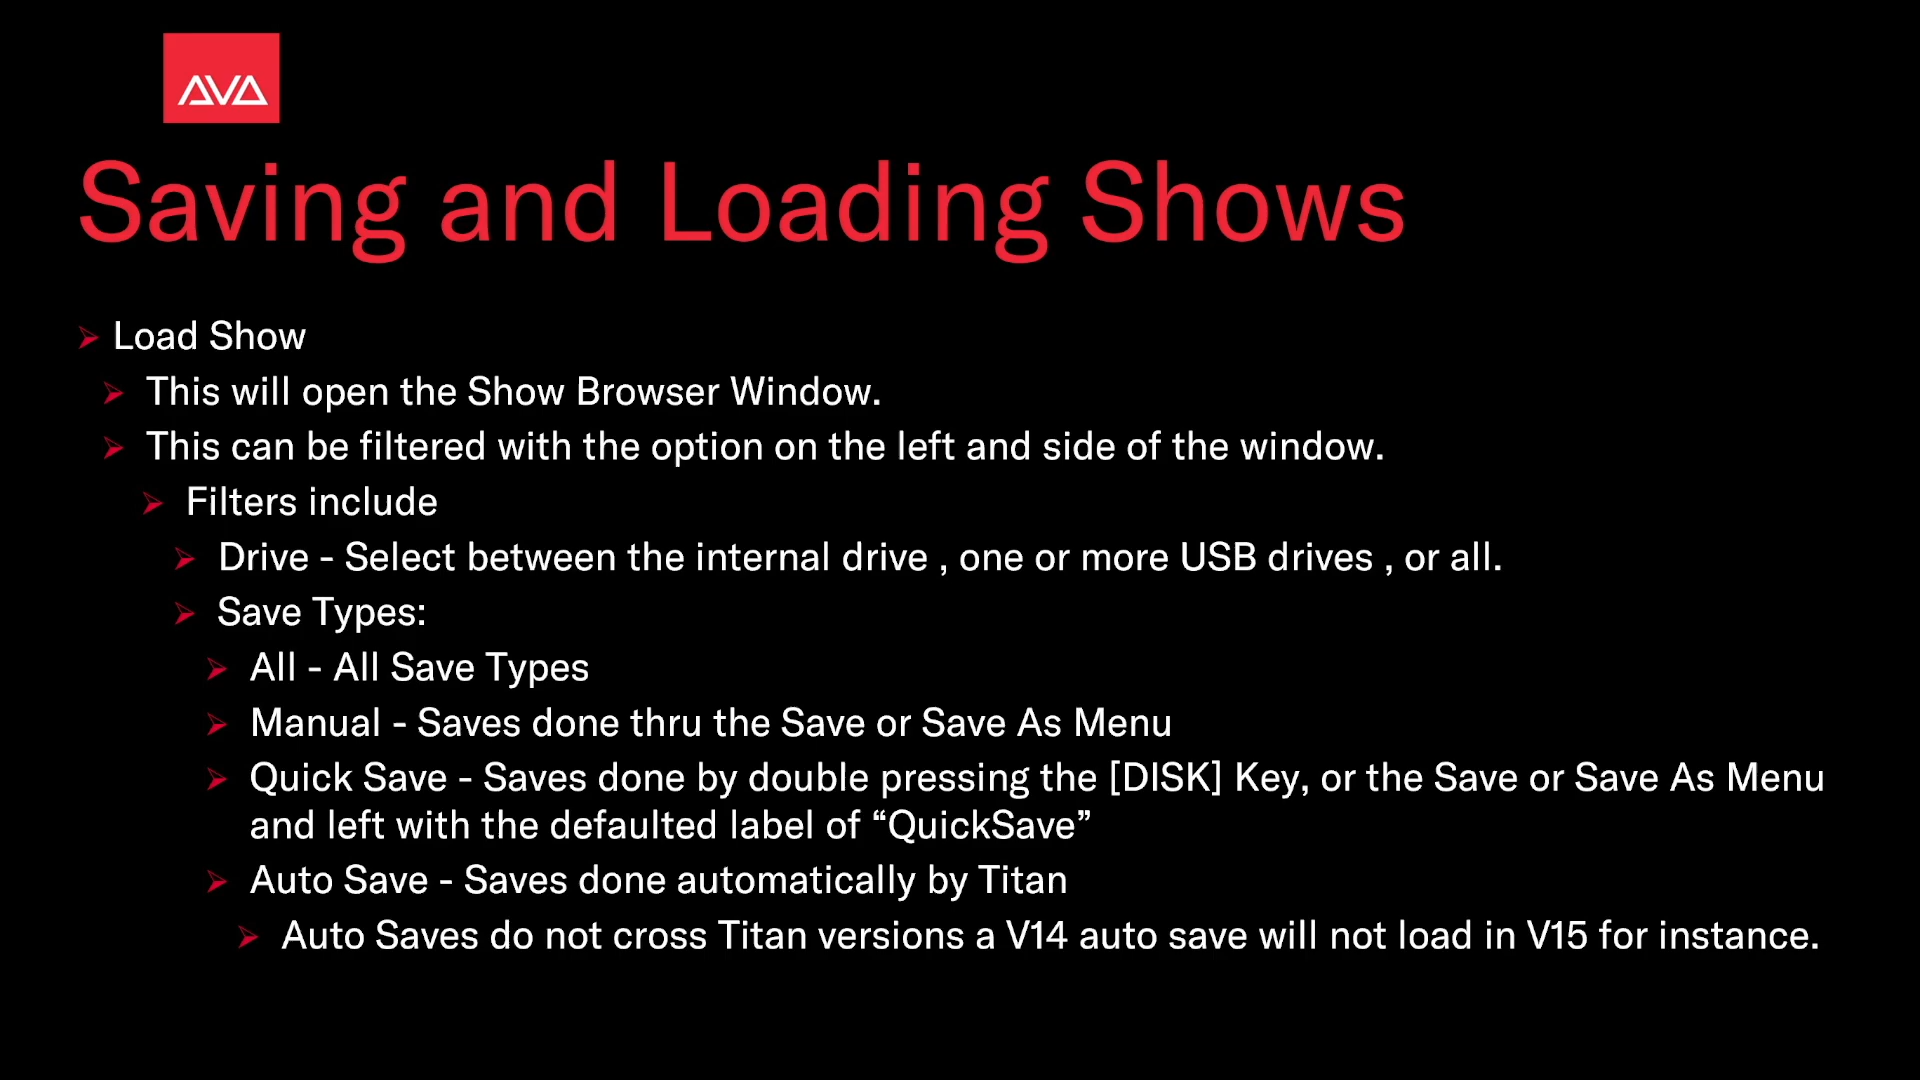 AVA
Saving and Loading Shows
Load Show
This will open the Show Browser Window.
This can be filtered with the option on the left and side of the window.
Filters include
Drive - Select between the internal drive , one or more USB drives , or all.
Save Types:
All - All Save Types
Manual - Saves done thru the Save or Save As Menu
Quick Save - Saves done by double pressing the [DISK] Key, or the Save or Save As Menu
and left with the defaulted label of “QuickSave”
Auto Save - Saves done automatically by Titan
Auto Saves do not cross Titan versions a V14 auto save will not load in V15 for instance.